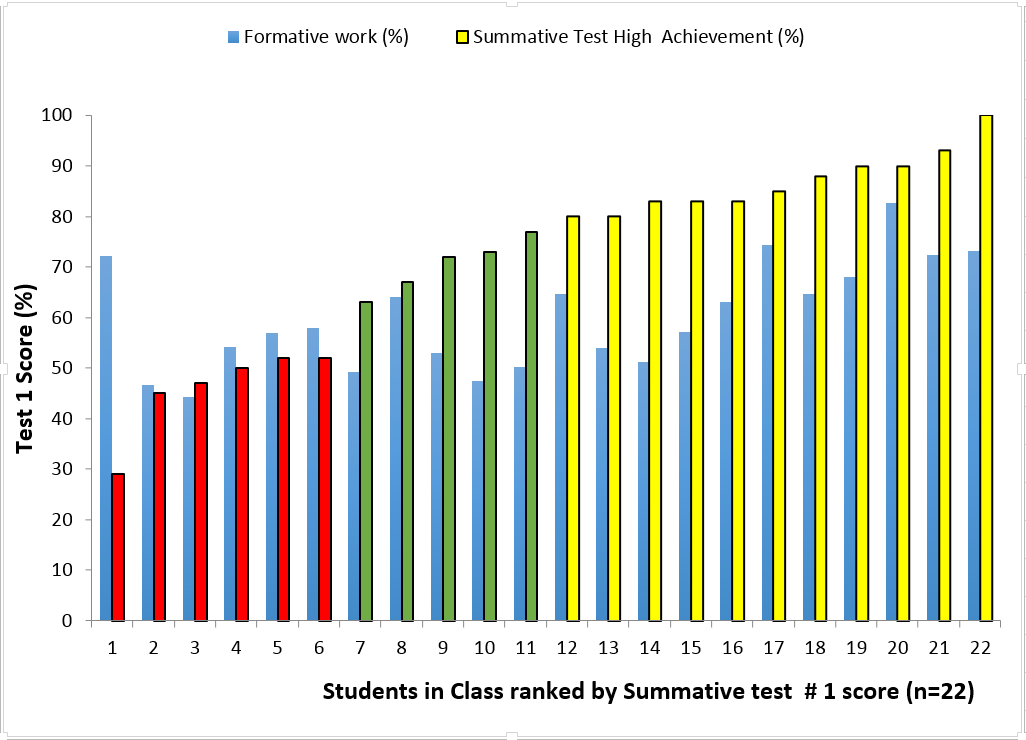 Formative work (%) Summative Test High Achievement (%)
Test 1 Score (%)
100
90
80
70
60
50
40
30
20
10
0
1 2 3 4 5 6 7 8 9 10 11 12 13 14 15 16 17 18 19 20 21 22
Students in Class ranked by Summative test # 1 score (n=22)